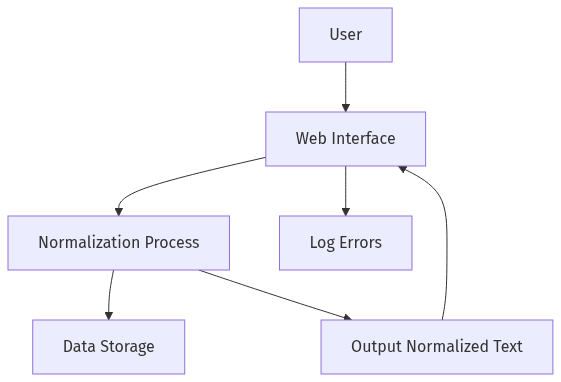 User
Web Interface
Normalization Process
Log Errors
Data Storage
Output Normalized Text